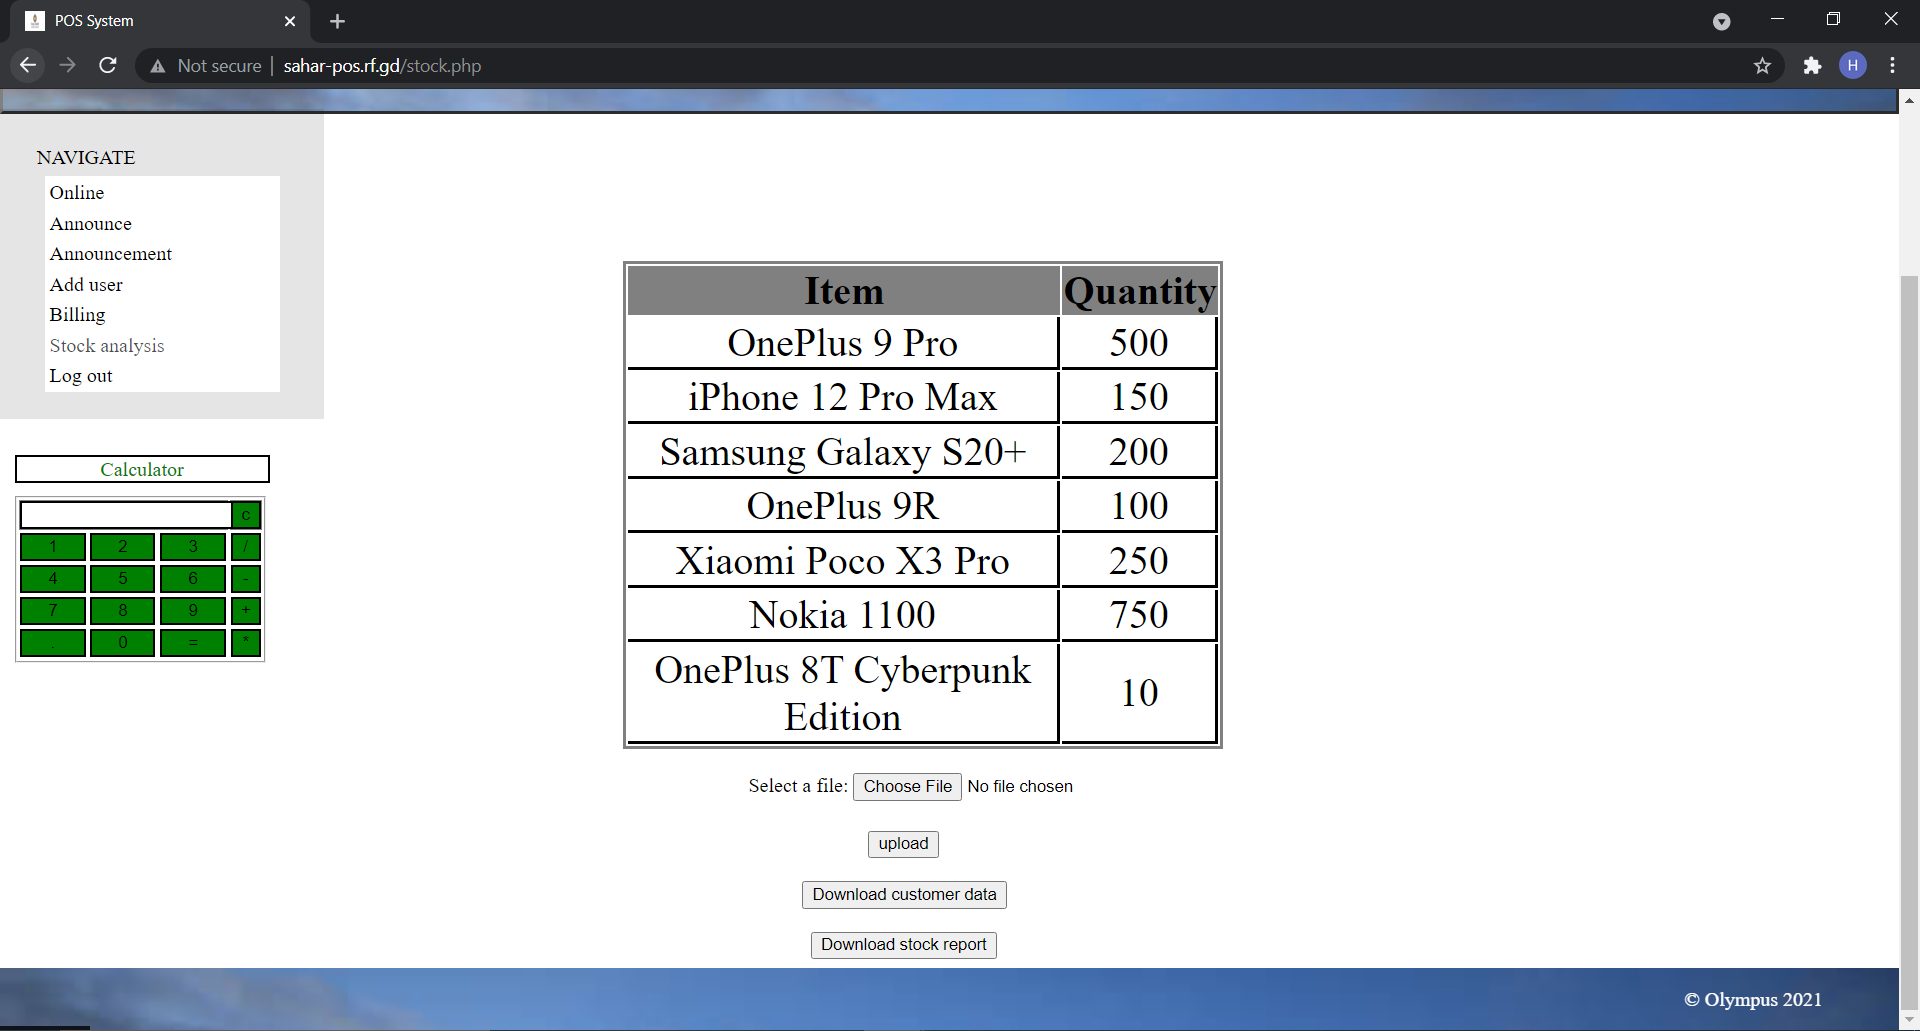 POS System
Not secure | sahar-pos.rf.gd/stock.php
H
NAVIGATE
Online
Announce
Announcement
Add user
Billing
Stock analysis
Log out
Calculator
c
1 2 3 /
4 5 6 -
7 8 9 +
. 0 = *
Item Quantity
OnePlus 9 Pro 500
iPhone 12 Pro Max 150
Samsung Galaxy S20+ 200
OnePlus 9R 100
Xiaomi Poco X3 Pro 250
Nokia 1100 750
OnePlus 8T Cyberpunk
Edition 10
Select a file: Choose File No file chosen
upload
Download customer data
Download stock report
© Olympus 2021